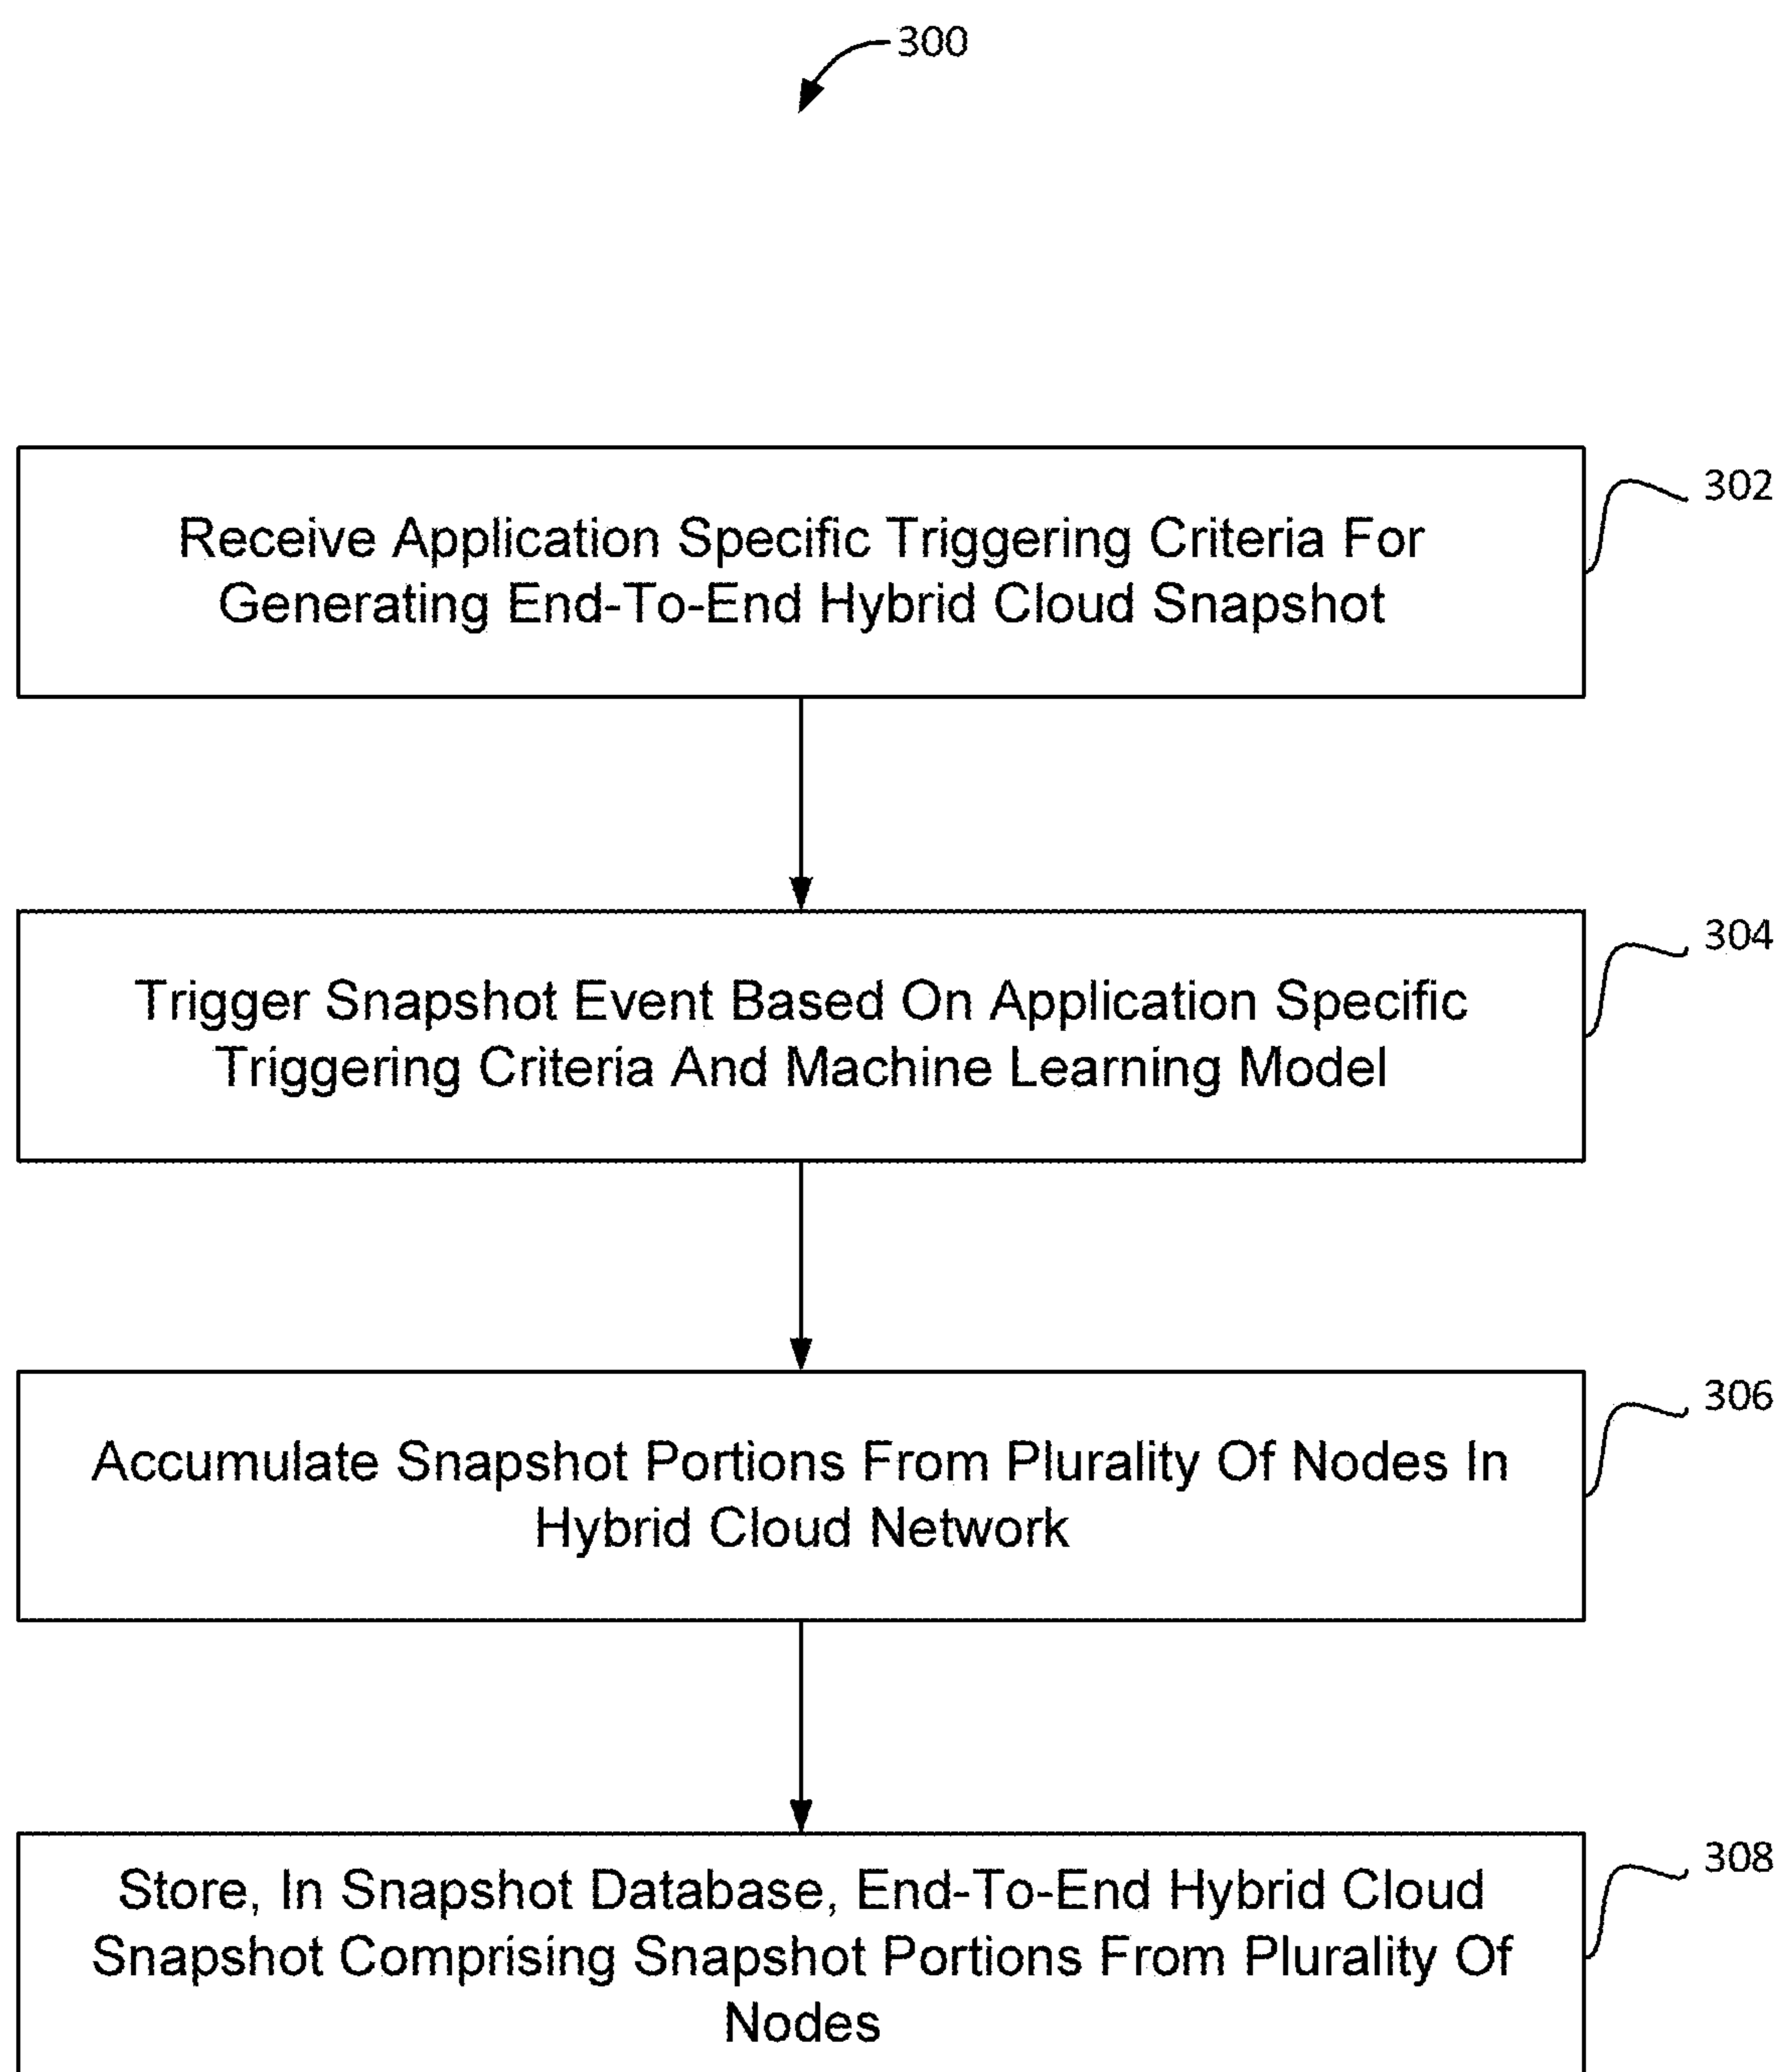 300
302
Receive Application Specific Triggering Criteria For
Generating End-To-End Hybrid Cloud Snapshot
304
Trigger Snapshot Event Based On Application Specific
Triggering Criteria And Machine Learning Model
306
Accumulate Snapshot Portions From Plurality Of Nodes In
Hybrid Cloud Network
308
Store, In Snapshot Database, End-To-End Hybrid Cloud
Snapshot Comprising Snapshot Portions From Plurality Of
Nodes